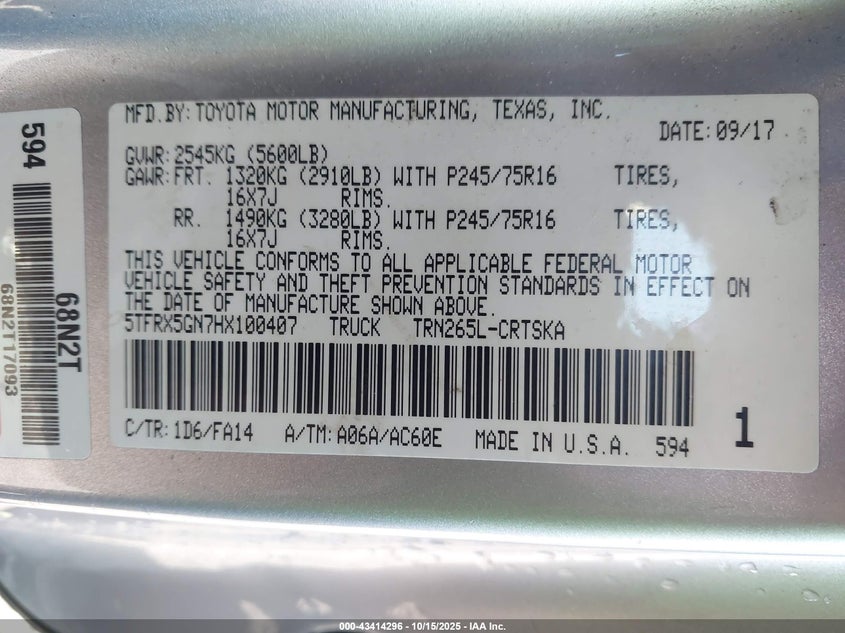 594
68N2T
68N2T17093
MFD.BY:TOYOTA MOTOR MANUFACTURING, TEXAS, INC.
DATE:09/17
GVWR:2545KG (5600LB)
GAWR:FRT. 1320KG (2910LB) WITH P245/75R16 TIRES,
16X7J RIMS.
RR. 1490KG (3280LB) WITH P245/75R16 TIRES,
16X7J RIMS.
THIS VEHICLE CONFORMS TO ALL APPLICABLE FEDERAL MOTOR
VEHICLE SAFETY AND THEFT PREVENTION STANDARDS IN EFFECT ON
THE DATE OF MANUFACTURE SHOWN ABOVE.
5TFRX5GN7HX100407 TRUCK TRN265L-CRTSKA
C/TR:1D6/FA14 A/TM:A06A/AC60E MADE IN U.S.A. 594
1
000-43414296 - 10/15/2025 - IAA Inc.